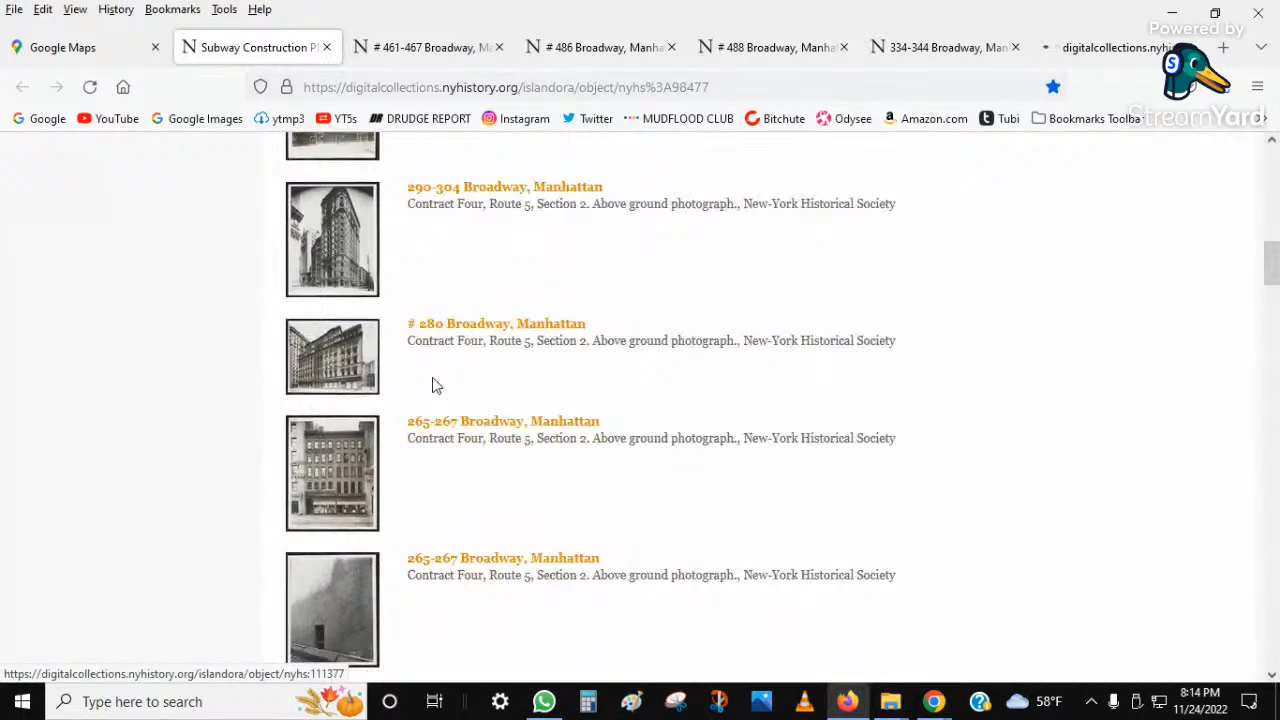 File Edit View History Bookmarks Tools Help
Powered by
Google Maps
Subway Construction P
# 461-467 Broadway, M
# 486 Broadway, Manha
# 488 Broadway, Manha
334-344 Broadway, Man
digitalcollections.nyhi
https://digitalcollections.nyhistory.org/islandora/object/nyhs%3A98477
Google YouTube Google Images ytmp3 YT5s DRUDGE REPORT Instagram Twitter MUDFLOOD CLUB Bitchute Odysee Amazon.com Tubi Bookmarks Toolba
StreamYard
290-304 Broadway, Manhattan
Contract Four, Route 5, Section 2. Above ground photograph., New-York Historical Society
# 280 Broadway, Manhattan
Contract Four, Route 5, Section 2. Above ground photograph., New-York Historical Society
265-267 Broadway, Manhattan
Contract Four, Route 5, Section 2. Above ground photograph., New-York Historical Society
265-267 Broadway, Manhattan
Contract Four, Route 5, Section 2. Above ground photograph., New-York Historical Society
https://digitalcollections.nyhistory.org/islandora/object/nyhs:111377
Type here to search
58°F
8:14 PM
11/24/2022